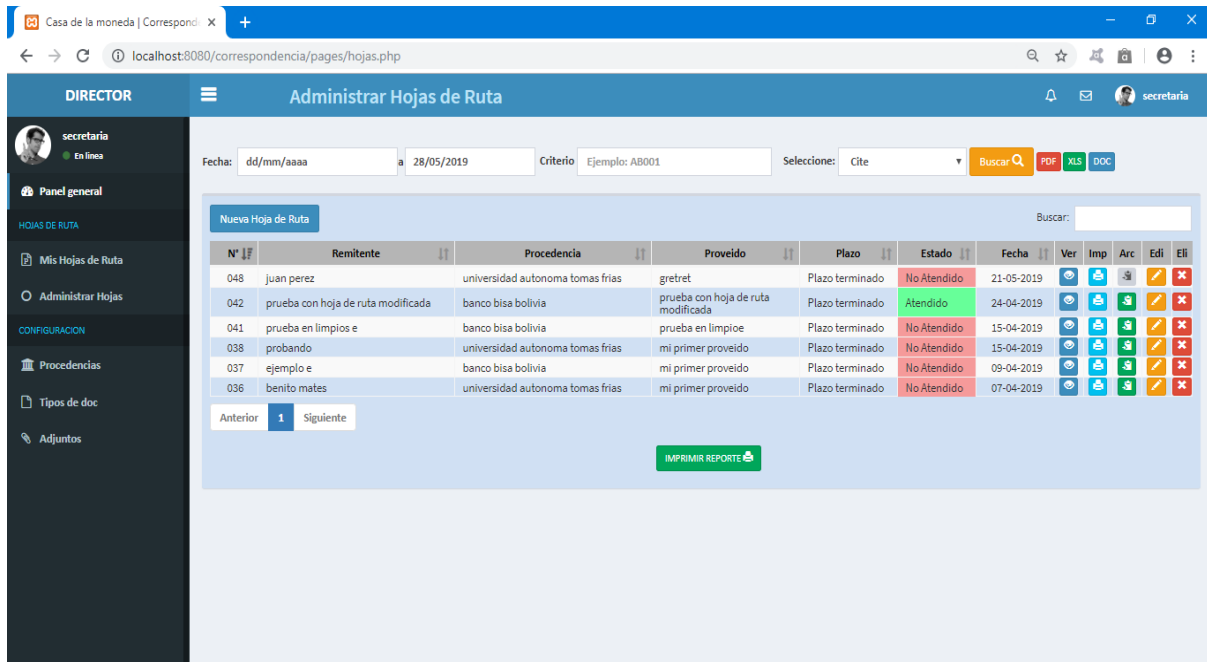 Casa de la moneda | Correspond
localhost:8080/correspondencia/pages/hojas.php
DIRECTOR
Administrar Hojas de Ruta
secretaria
secretaria
En linea
Panel general
HOJAS DE RUTA
Mis Hojas de Ruta
Administrar Hojas
CONFIGURACION
Procedencias
Tipos de doc
Adjuntos
Fecha: dd/mm/aaaa a 28/05/2019 Criterio Ejemplo: AB001 Seleccione: Cite Buscar PDF XLS DOC
Nueva Hoja de Ruta Buscar:
N° Remitente Procedencia Proveido Plazo Estado Fecha Ver Imp Arc Edi Eli
048 juan perez universidad autonoma tomas frias gretret Plazo terminado No Atendido 21-05-2019
042 prueba con hoja de ruta modificada banco bisa bolivia prueba con hoja de ruta modificada Plazo terminado Atendido 24-04-2019
041 prueba en limpios e banco bisa bolivia prueba en limpioe Plazo terminado No Atendido 15-04-2019
038 probando universidad autonoma tomas frias mi primer proveido Plazo terminado No Atendido 15-04-2019
037 ejemplo e banco bisa bolivia mi primer proveido Plazo terminado No Atendido 09-04-2019
036 benito mates universidad autonoma tomas frias mi primer proveido Plazo terminado No Atendido 07-04-2019
Anterior 1 Siguiente
IMPRIMIR REPORTE